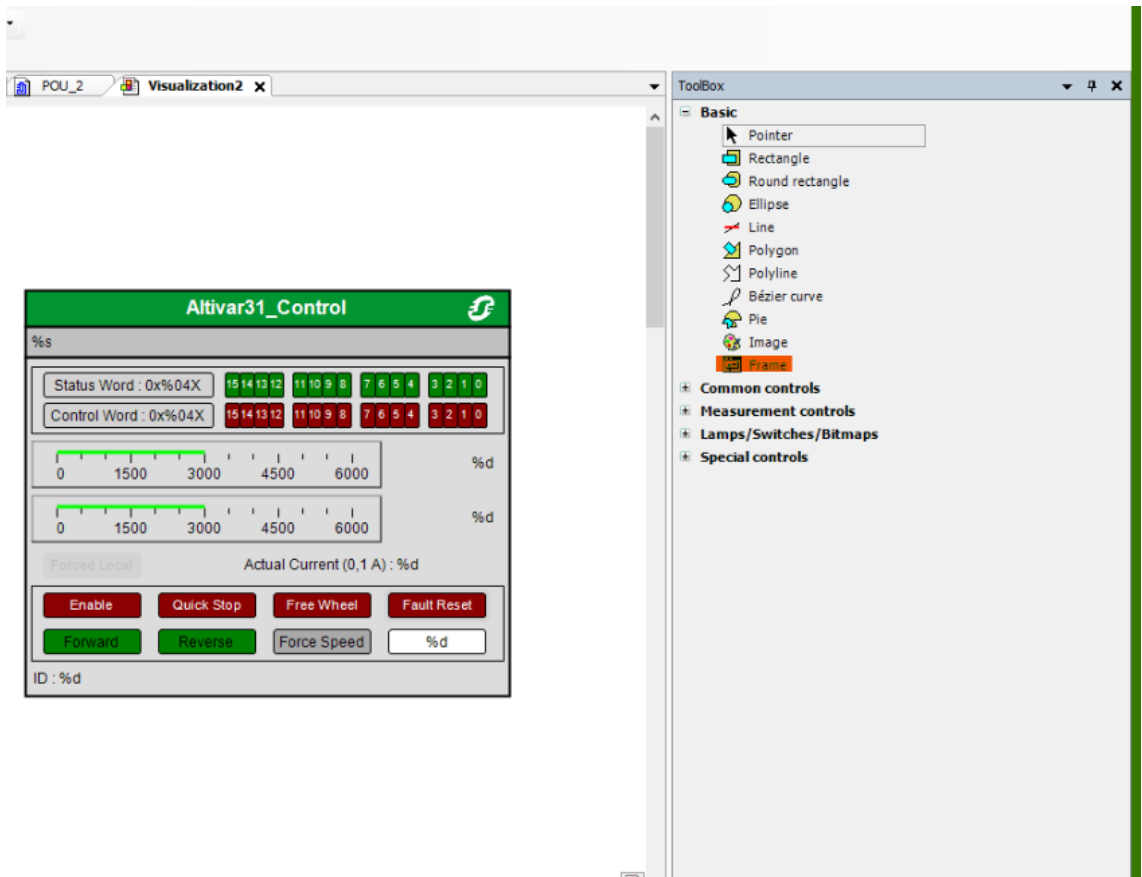 POU_2 Visualization2
ToolBox
Basic
Pointer
Rectangle
Round rectangle
Ellipse
Line
Polygon
Polyline
Bézier curve
Pie
Image
Frame
Common controls
Measurement controls
Lamps/Switches/Bitmaps
Special controls
Altivar31_Control
%s
Status Word : 0x%04X 15 14 13 12 11 10 9 8 7 6 5 4 3 2 1 0
Control Word : 0x%04X 15 14 13 12 11 10 9 8 7 6 5 4 3 2 1 0
0 1500 3000 4500 6000 %d
0 1500 3000 4500 6000 %d
Forced Local Actual Current (0,1 A) : %d
Enable Quick Stop Free Wheel Fault Reset
Forward Reverse Force Speed %d
ID : %d